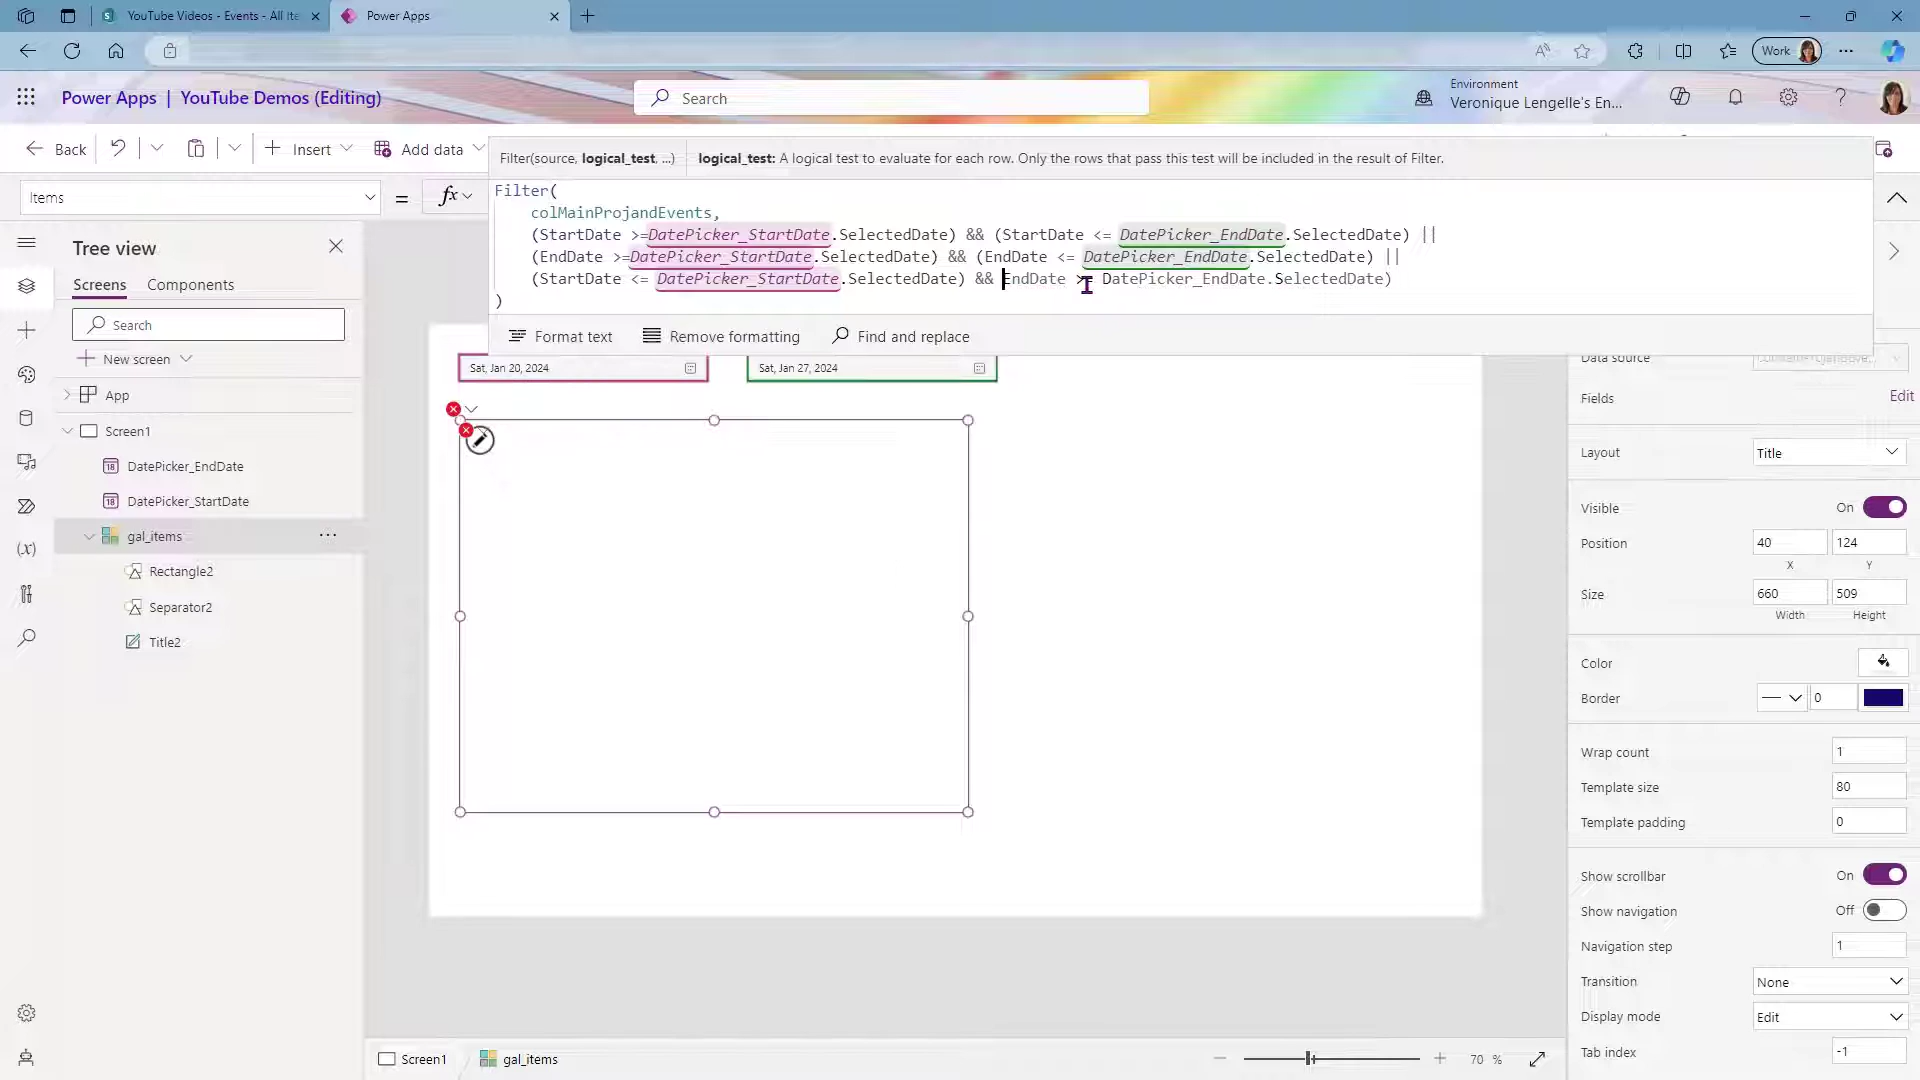 YouTube Videos - Events - All Ite
Power Apps
Work
Power Apps | YouTube Demos (Editing)
Search
Environment
Veronique Lengelle's En...
Back
Insert
Add data
Filter(source, logical_test, ...)
logical_test: A logical test to evaluate for each row. Only the rows that pass this test will be included in the result of Filter.
Items
=
fx
Filter(
colMainProjandEvents,
(StartDate >=DatePicker_StartDate.SelectedDate) && (StartDate <= DatePicker_EndDate.SelectedDate) ||
(EndDate >=DatePicker_StartDate.SelectedDate) && (EndDate <= DatePicker_EndDate.SelectedDate) ||
(StartDate <= DatePicker_StartDate.SelectedDate) && EndDate >= DatePicker_EndDate.SelectedDate)
)
Format text
Remove formatting
Find and replace
Tree view
Screens
Components
Search
New screen
App
Screen1
DatePicker_EndDate
DatePicker_StartDate
gal_items
Rectangle2
Separator2
Title2
Sat, Jan 20, 2024
Sat, Jan 27, 2024
Data source
Fields
Edit
Layout
Title
Visible
On
Position
40
124
X
Y
Size
660
509
Width
Height
Color
Border
0
Wrap count
1
Template size
80
Template padding
0
Show scrollbar
On
Show navigation
Off
Navigation step
1
Transition
None
Display mode
Edit
Tab index
-1
Screen1
gal_items
70 %